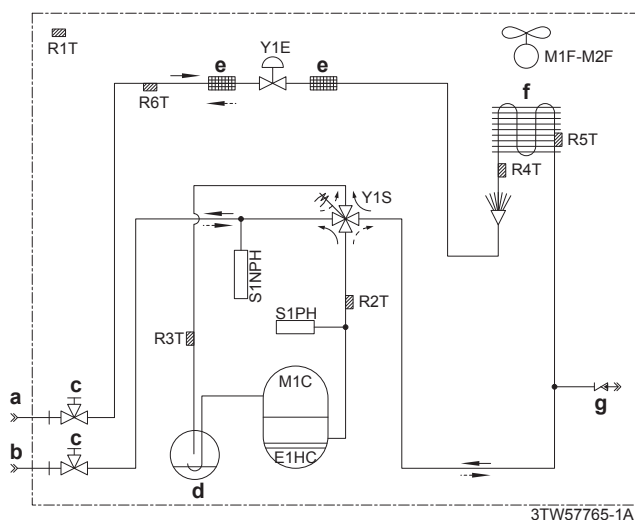 R1T
Y1E
M1F-M2F
e
e
R6T
f
R5T
R4T
Y1S
S1NPH
R2T
S1PH
R3T
M1C
a
c
g
b
c
E1HC
d
3TW57765-1A